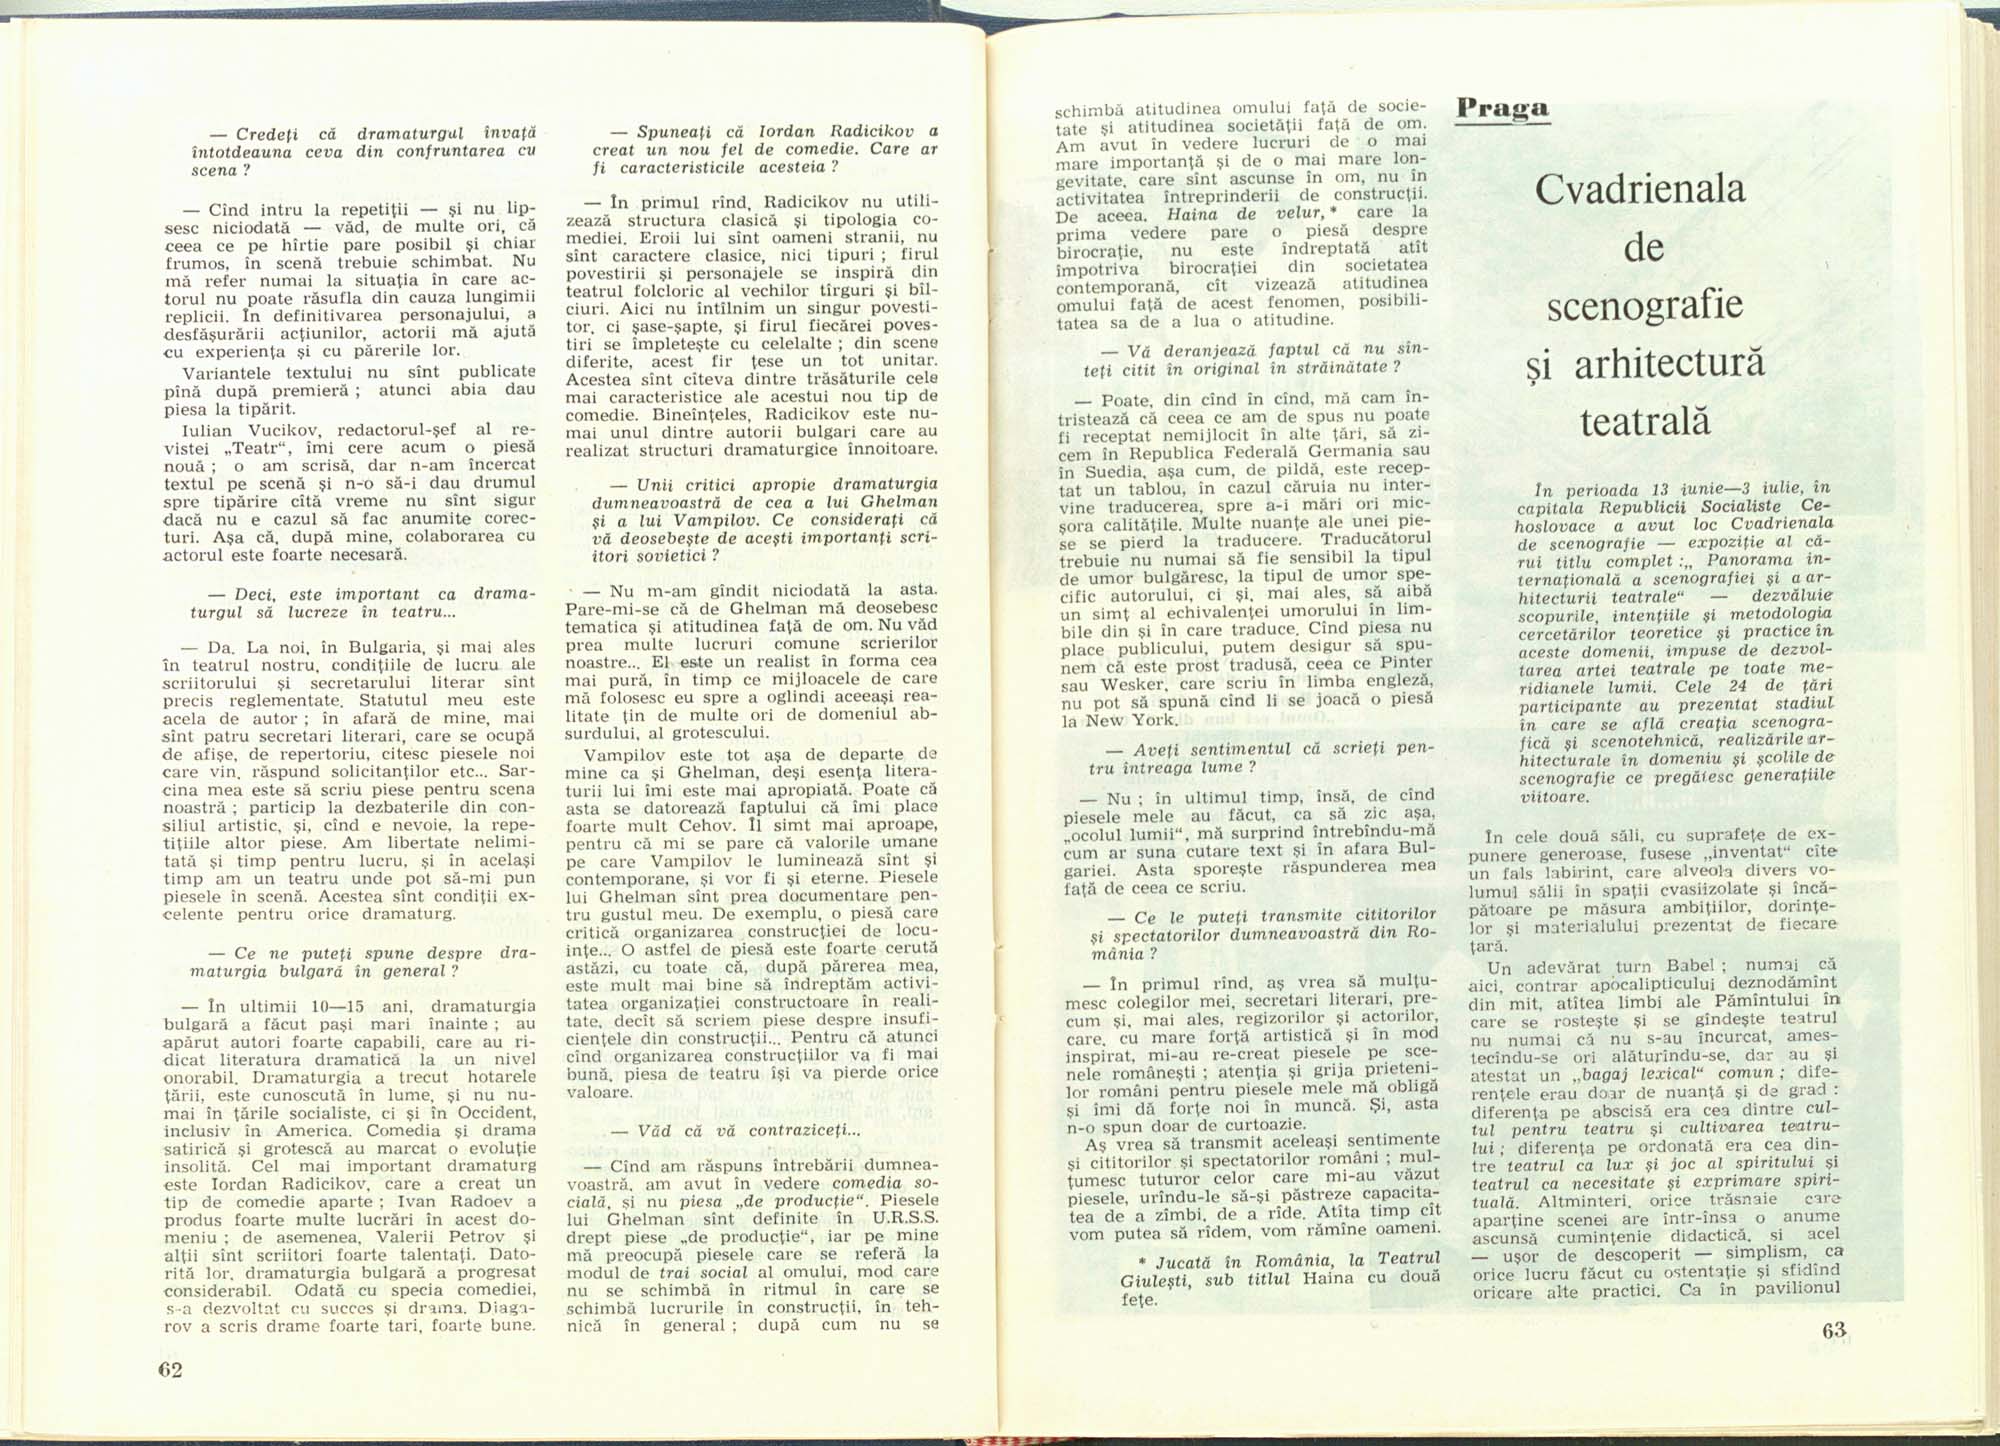 — Credeți că dramaturgul învață
întotdeauna ceva din confruntarea cu
scena ?
— Cînd intru la repetiții — și nu lip-
sesc niciodată — văd, de multe ori, că
ceea ce pe hîrtie pare posibil și chiar
frumos, în scenă trebuie schimbat. Nu
mă refer numai la situația în care ac-
torul nu poate răsufla din cauza lungimii
replicii. În definitivarea personajului, a
desfășurării acțiunilor, actorii mă ajută
cu experiența și cu părerile lor.
Variantele textului nu sînt publicate
pînă după premieră ; atunci abia dau
piesa la tipărit.
Iulian Vucikov, redactorul-șef al re-
vistei „Teatr“, îmi cere acum o piesă
nouă ; o am scrisă, dar n-am încercat
textul pe scenă și n-o să-i dau drumul
spre tipărire cîtă vreme nu sînt sigur
dacă nu e cazul să fac anumite corec-
turi. Așa că, după mine, colaborarea cu
actorul este foarte necesară.
— Deci, este important ca drama-
turgul să lucreze în teatru...
— Da. La noi, în Bulgaria, și mai ales
în teatrul nostru, condițiile de lucru ale
scriitorului și secretarului literar sînt
precis reglementate. Statutul meu este
acela de autor ; în afară de mine, mai
sînt patru secretari literari, care se ocupă
de afișe, de repertoriu, citesc piesele noi
care vin, răspund solicitanților etc... Sar-
cina mea este să scriu piese pentru scena
noastră ; particip la dezbaterile din con-
siliul artistic, și, cînd e nevoie, la repe-
tițiile altor piese. Am libertate nelimi-
tată și timp pentru lucru, și în același
timp am un teatru unde pot să-mi pun
piesele în scenă. Acestea sînt condiții ex-
celente pentru orice dramaturg.
— Ce ne puteți spune despre dra-
maturgia bulgară în general ?
— În ultimii 10—15 ani, dramaturgia
bulgară a făcut pași mari înainte ; au
apărut autori foarte capabili, care au ri-
dicat literatura dramatică la un nivel
onorabil. Dramaturgia a trecut hotarele
țării, este cunoscută în lume, și nu nu-
mai în țările socialiste, ci și în Occident,
inclusiv în America. Comedia și drama
satirică și grotescă au marcat o evoluție
insolită. Cel mai important dramaturg
este Iordan Radicikov, care a creat un
tip de comedie aparte ; Ivan Radoev a
produs foarte multe lucrări în acest do-
meniu ; de asemenea, Valerii Petrov și
alții sînt scriitori foarte talentați. Dato-
rită lor, dramaturgia bulgară a progresat
considerabil. Odată cu specia comediei,
s-a dezvoltat cu succes și drama. Diaga-
rov a scris drame foarte tari, foarte bune.
62
— Spuneați că Iordan Radicikov a
creat un nou fel de comedie. Care ar
fi caracteristicile acesteia ?
— În primul rînd, Radicikov nu utili-
zează structura clasică și tipologia co-
mediei. Eroii lui sînt oameni stranii, nu
sînt caractere clasice, nici tipuri ; firul
povestirii și personajele se inspiră din
teatrul folcloric al vechilor tîrguri și bîl-
ciuri. Aici nu întîlnim un singur povesti-
tor, ci șase-șapte, și firul fiecărei poves-
tiri se împletește cu celelalte ; din scene
diferite, acest fir țese un tot unitar.
Acestea sînt cîteva dintre trăsăturile cele
mai caracteristice ale acestui nou tip de
comedie. Bineînțeles, Radicikov este nu-
mai unul dintre autorii bulgari care au
realizat structuri dramaturgice înnoitoare.
— Unii critici apropie dramaturgia
dumneavoastră de cea a lui Ghelman
și a lui Vampilov. Ce considerați că
vă deosebește de acești importanți scri-
itori sovietici ?
— Nu m-am gîndit niciodată la asta.
Pare-mi-se că de Ghelman mă deosebesc
tematica și atitudinea față de om. Nu văd
prea multe lucruri comune scrierilor
noastre... El este un realist în forma cea
mai pură, în timp ce mijloacele de care
mă folosesc eu spre a oglindi aceeași rea-
litate țin de multe ori de domeniul ab-
surdului, al grotescului.
Vampilov este tot așa de departe de
mine ca și Ghelman, deși esența litera-
turii lui îmi este mai apropiată. Poate că
asta se datorează faptului că îmi place
foarte mult Cehov. Îl simt mai aproape,
pentru că mi se pare că valorile umane
pe care Vampilov le luminează sînt și
contemporane, și vor fi și eterne. Piesele
lui Ghelman sînt prea documentare pen-
tru gustul meu. De exemplu, o piesă care
critică organizarea construcției de locu-
ințe... O astfel de piesă este foarte cerută
astăzi, cu toate că, după părerea mea,
este mult mai bine să îndreptăm activi-
tatea organizației constructoare în reali-
tate, decît să scriem piese despre insufi-
ciențele din construcții... Pentru că atunci
cînd organizarea construcțiilor va fi mai
bună, piesa de teatru își va pierde orice
valoare.
— Văd că vă contraziceți...
— Cînd am răspuns întrebării dumnea-
voastră, am avut în vedere comedia so-
cială, și nu piesa „de producție“. Piesele
lui Ghelman sînt definite în U.R.S.S.
drept piese „de producție“, iar pe mine
mă preocupă piesele care se referă la
modul de trai social al omului, mod care
nu se schimbă în ritmul în care se
schimbă lucrurile în construcții, în teh-
nică în general ; după cum nu se
schimbă atitudinea omului față de socie-
tate și atitudinea societății față de om.
Am avut în vedere lucruri de o mai
mare importanță și de o mai mare lon-
gevitate, care sînt ascunse în om, nu în
activitatea întreprinderii de construcții.
De aceea, Haina de velur,* care la
prima vedere pare o piesă despre
birocrație, nu este îndreptată atît
împotriva birocrației din societatea
contemporană, cît vizează atitudinea
omului față de acest fenomen, posibili-
tatea sa de a lua o atitudine.
— Vă deranjează faptul că nu sîn-
teți citit în original în străinătate ?
— Poate, din cînd în cînd, mă cam în-
tristează că ceea ce am de spus nu poate
fi receptat nemijlocit în alte țări, să zi-
cem în Republica Federală Germania sau
în Suedia, așa cum, de pildă, este recep-
tat un tablou, în cazul căruia nu inter-
vine traducerea, spre a-i mări ori mic-
șora calitățile. Multe nuanțe ale unei pie-
se se pierd la traducere. Traducătorul
trebuie nu numai să fie sensibil la tipul
de umor bulgăresc, la tipul de umor spe-
cific autorului, ci și, mai ales, să aibă
un simț al echivalenței umorului în lim-
bile din și în care traduce. Cînd piesa nu
place publicului, putem desigur să spu-
nem că este prost tradusă, ceea ce Pinter
sau Wesker, care scriu în limba engleză,
nu pot să spună cînd li se joacă o piesă
la New York.
— Aveți sentimentul că scrieți pen-
tru întreaga lume ?
— Nu ; în ultimul timp, însă, de cînd
piesele mele au făcut, ca să zic așa,
„ocolul lumii“, mă surprind întrebîndu-mă
cum ar suna cutare text și în afara Bul-
gariei. Asta sporește răspunderea mea
față de ceea ce scriu.
— Ce le puteți transmite cititorilor
și spectatorilor dumneavoastră din Ro-
mânia ?
— În primul rînd, aș vrea să mulțu-
mesc colegilor mei, secretari literari, pre-
cum și, mai ales, regizorilor și actorilor,
care, cu mare forță artistică și în mod
inspirat, mi-au re-creat piesele pe sce-
nele românești ; atenția și grija prieteni-
lor români pentru piesele mele mă obligă
și îmi dă forțe noi în muncă. Și, asta
n-o spun doar de curtoazie.
Aș vrea să transmit aceleași sentimente
și cititorilor și spectatorilor români ; mul-
țumesc tuturor celor care mi-au văzut
piesele, urîndu-le să-și păstreze capacita-
tea de a zîmbi, de a rîde. Atîta timp cît
vom putea să rîdem, vom rămîne oameni.
* Jucată în România, la Teatrul
Giulești, sub titlul Haina cu două
fețe.
Praga
Cvadrienala
de
scenografie
și arhitectură
teatrală
În perioada 13 iunie—3 iulie, în
capitala Republicii Socialiste Ce-
hoslovace a avut loc Cvadrienala
de scenografie — expoziție al că-
rui titlu complet :„ Panorama in-
ternațională a scenografiei și a ar-
hitecturii teatrale“ — dezvăluie
scopurile, intențiile și metodologia
cercetărilor teoretice și practice în
aceste domenii, impuse de dezvol-
tarea artei teatrale pe toate me-
ridianele lumii. Cele 24 de țări
participante au prezentat stadiul
în care se află creația scenogra-
fică și scenotehnică, realizările ar-
hitecturale în domeniu și școlile de
scenografie ce pregătesc generațiile
viitoare.
În cele două săli, cu suprafețe de ex-
punere generoase, fusese „inventat“ cîte
un fals labirint, care alveola divers vo-
lumul sălii în spații cvasiizolate și încă-
pătoare pe măsura ambițiilor, dorințe-
lor și materialului prezentat de fiecare
țară.
Un adevărat turn Babel ; numai că
aici, contrar apocalipticului deznodămînt
din mit, atîtea limbi ale Pămîntului în
care se rostește și se gîndește teatrul
nu numai că nu s-au încurcat, ames-
tecîndu-se ori alăturîndu-se, dar au și
atestat un „bagaj lexical“ comun ; dife-
rențele erau doar de nuanță și de grad :
diferența pe abscisă era cea dintre cul-
tul pentru teatru și cultivarea teatru-
lui ; diferența pe ordonată era cea din-
tre teatrul ca lux și joc al spiritului și
teatrul ca necesitate și exprimare spiri-
tuală. Altminteri, orice trăsnaie care
aparține scenei are într-însa o anume
ascunsă cumințenie didactică, și acel
— ușor de descoperit — simplism, ca
orice lucru făcut cu ostentație și sfidînd
oricare alte practici. Ca în pavilionul
63